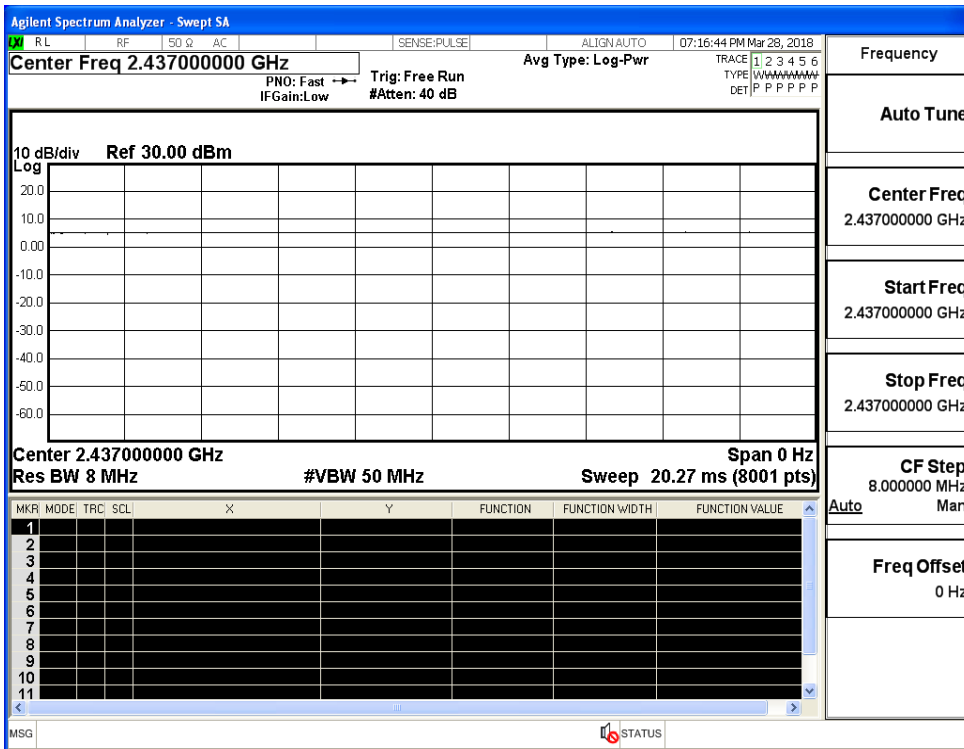 Agilent Spectrum Analyzer - Swept SA
LXI RL RF 50 Ω AC SENSE:PULSE ALIGN AUTO 07:16:44 PM Mar 28, 2018
Center Freq 2.437000000 GHz
PNO: Fast
IFGain:Low
Trig: Free Run
#Atten: 40 dB
Avg Type: Log-Pwr
TRACE 1 2 3 4 5 6
TYPE WWWWWW
DET P P P P P P
10 dB/div Ref 30.00 dBm
Log
20.0
10.0
0.00
-10.0
-20.0
-30.0
-40.0
-50.0
-60.0
Center 2.437000000 GHz Span 0 Hz
Res BW 8 MHz #VBW 50 MHz Sweep 20.27 ms (8001 pts)
MKR MODE TRC SCL X Y FUNCTION FUNCTION WIDTH FUNCTION VALUE
1
2
3
4
5
6
7
8
9
10
11
MSG STATUS
Frequency
Auto Tune
Center Freq
2.437000000 GHz
Start Freq
2.437000000 GHz
Stop Freq
2.437000000 GHz
CF Step
8.000000 MHz
Auto Man
Freq Offset
0 Hz